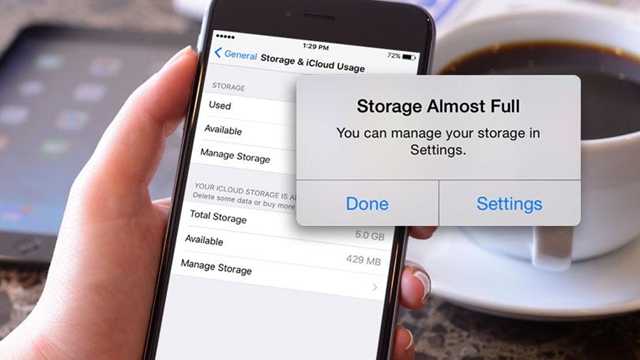 1:29 PM
72%
General Storage & iCloud Usage
STORAGE
Used
Available
Manage Storage
YOUR ICLOUD STORAGE IS
Delete some data or buy more
Total Storage 5.0 GB
Available 429 MB
Manage Storage
Storage Almost Full
You can manage your storage in
Settings.
Done Settings